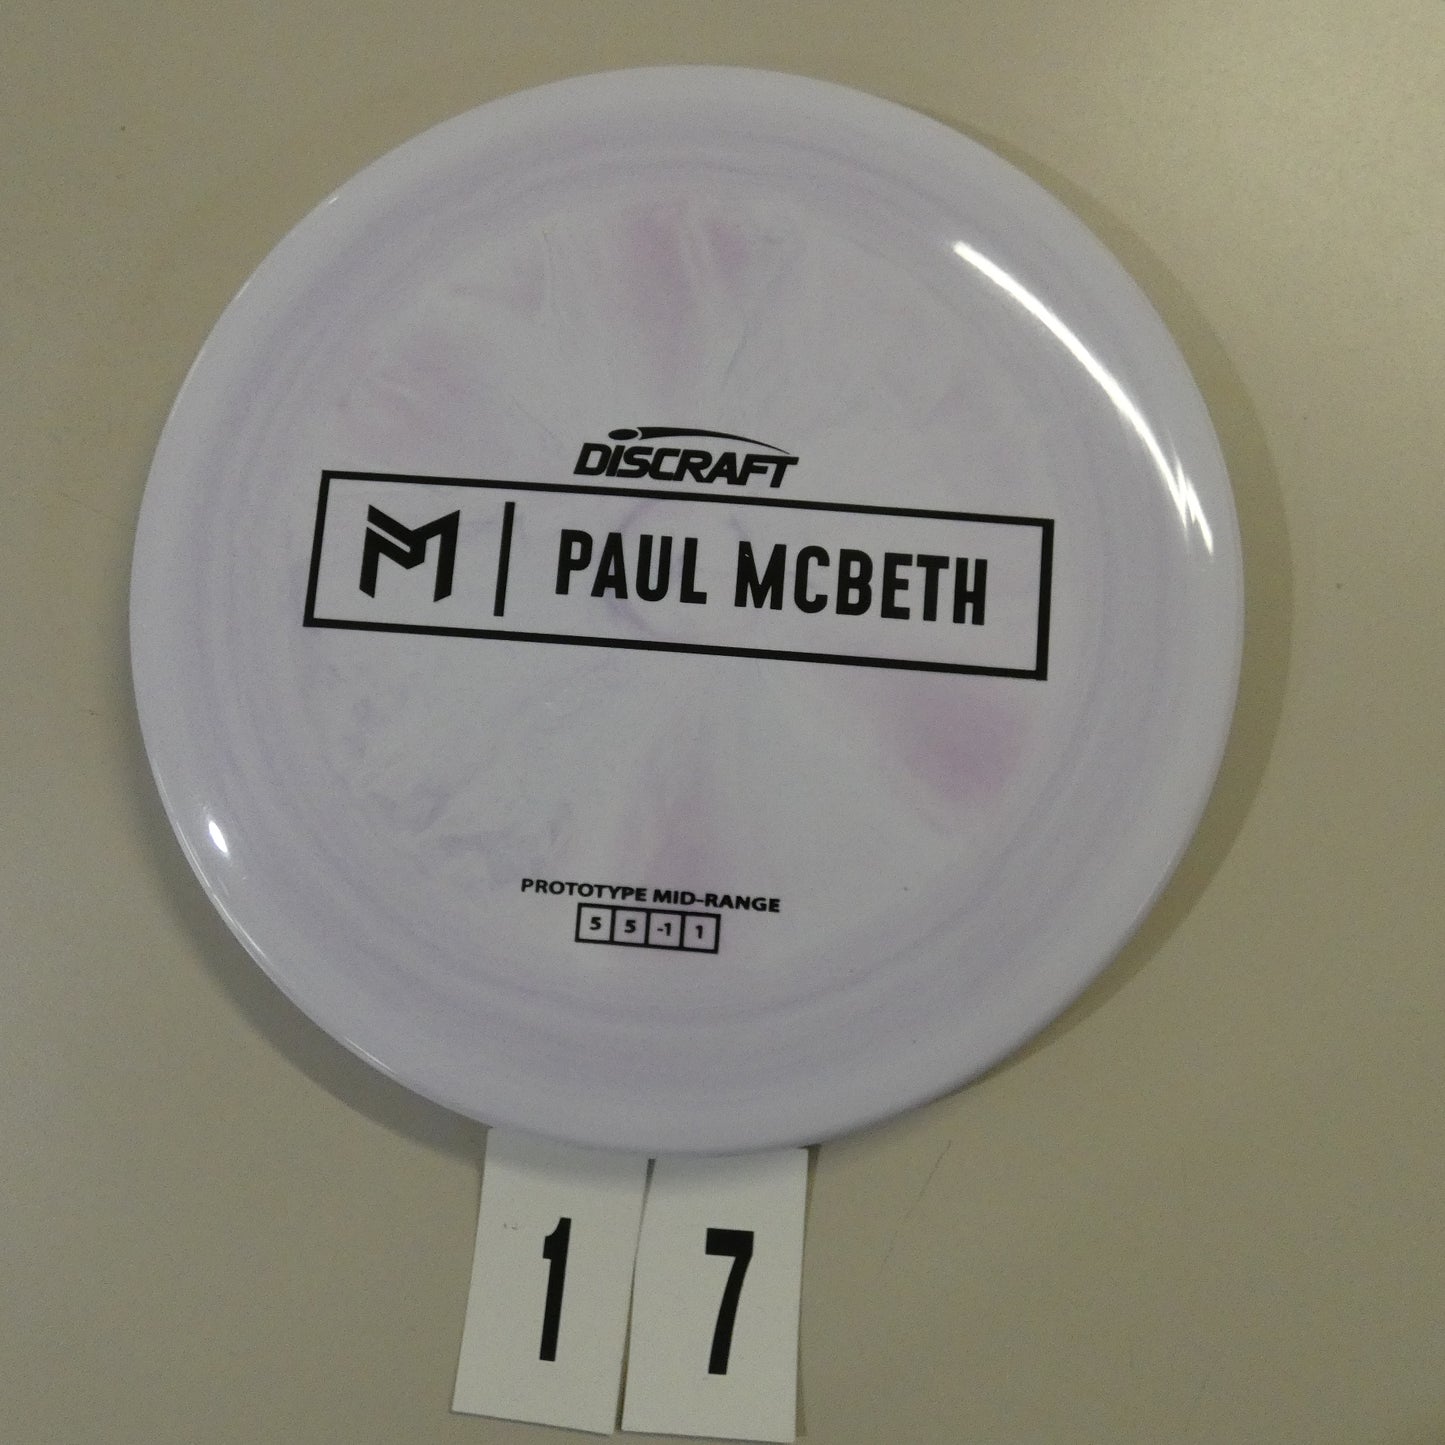 DISCRAFT
M | PAUL MCBETH
PROTOTYPE MID-RANGE
5 5 -1 1
1 7